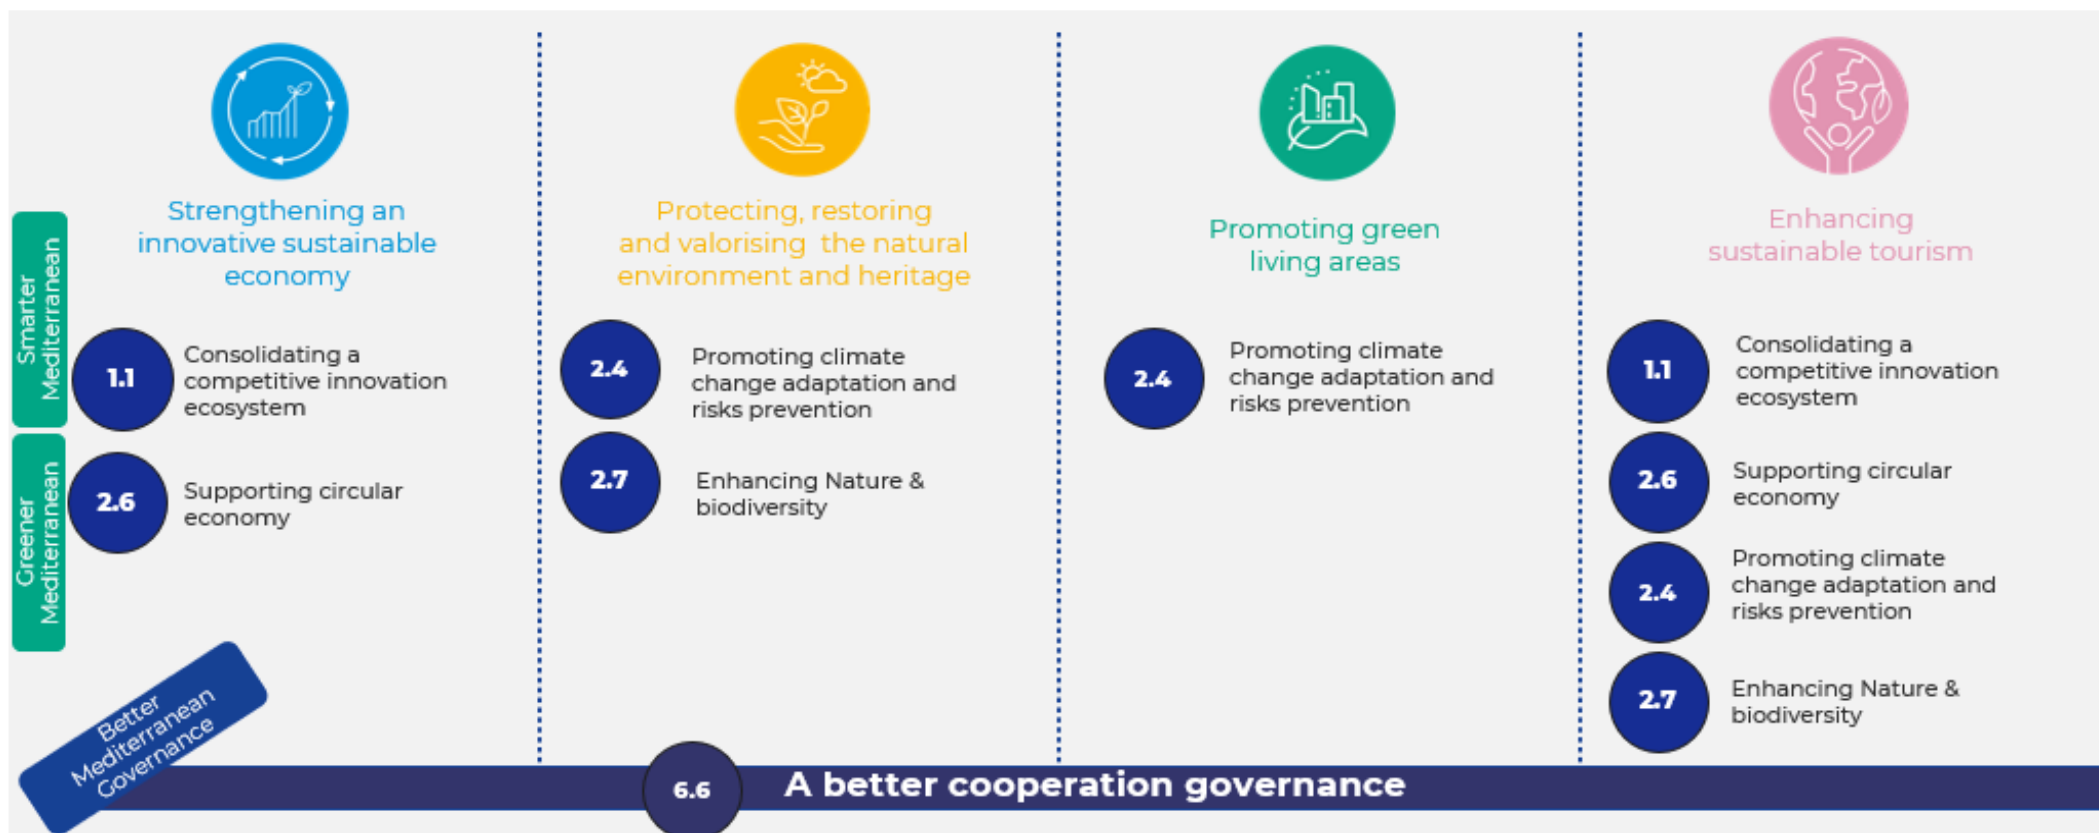 Smarter
Mediterranean
Greener
Mediterranean
Better
Mediterranean
Governance
Strengthening an
innovative sustainable
economy
1.1
Consolidating a
competitive innovation
ecosystem
2.6
Supporting circular
economy
Protecting, restoring
and valorising the natural
environment and heritage
2.4
Promoting climate
change adaptation and
risks prevention
2.7
Enhancing Nature &
biodiversity
Promoting green
living areas
2.4
Promoting climate
change adaptation and
risks prevention
Enhancing
sustainable tourism
1.1
Consolidating a
competitive innovation
ecosystem
2.6
Supporting circular
economy
2.4
Promoting climate
change adaptation and
risks prevention
2.7
Enhancing Nature &
biodiversity
6.6
A better cooperation governance